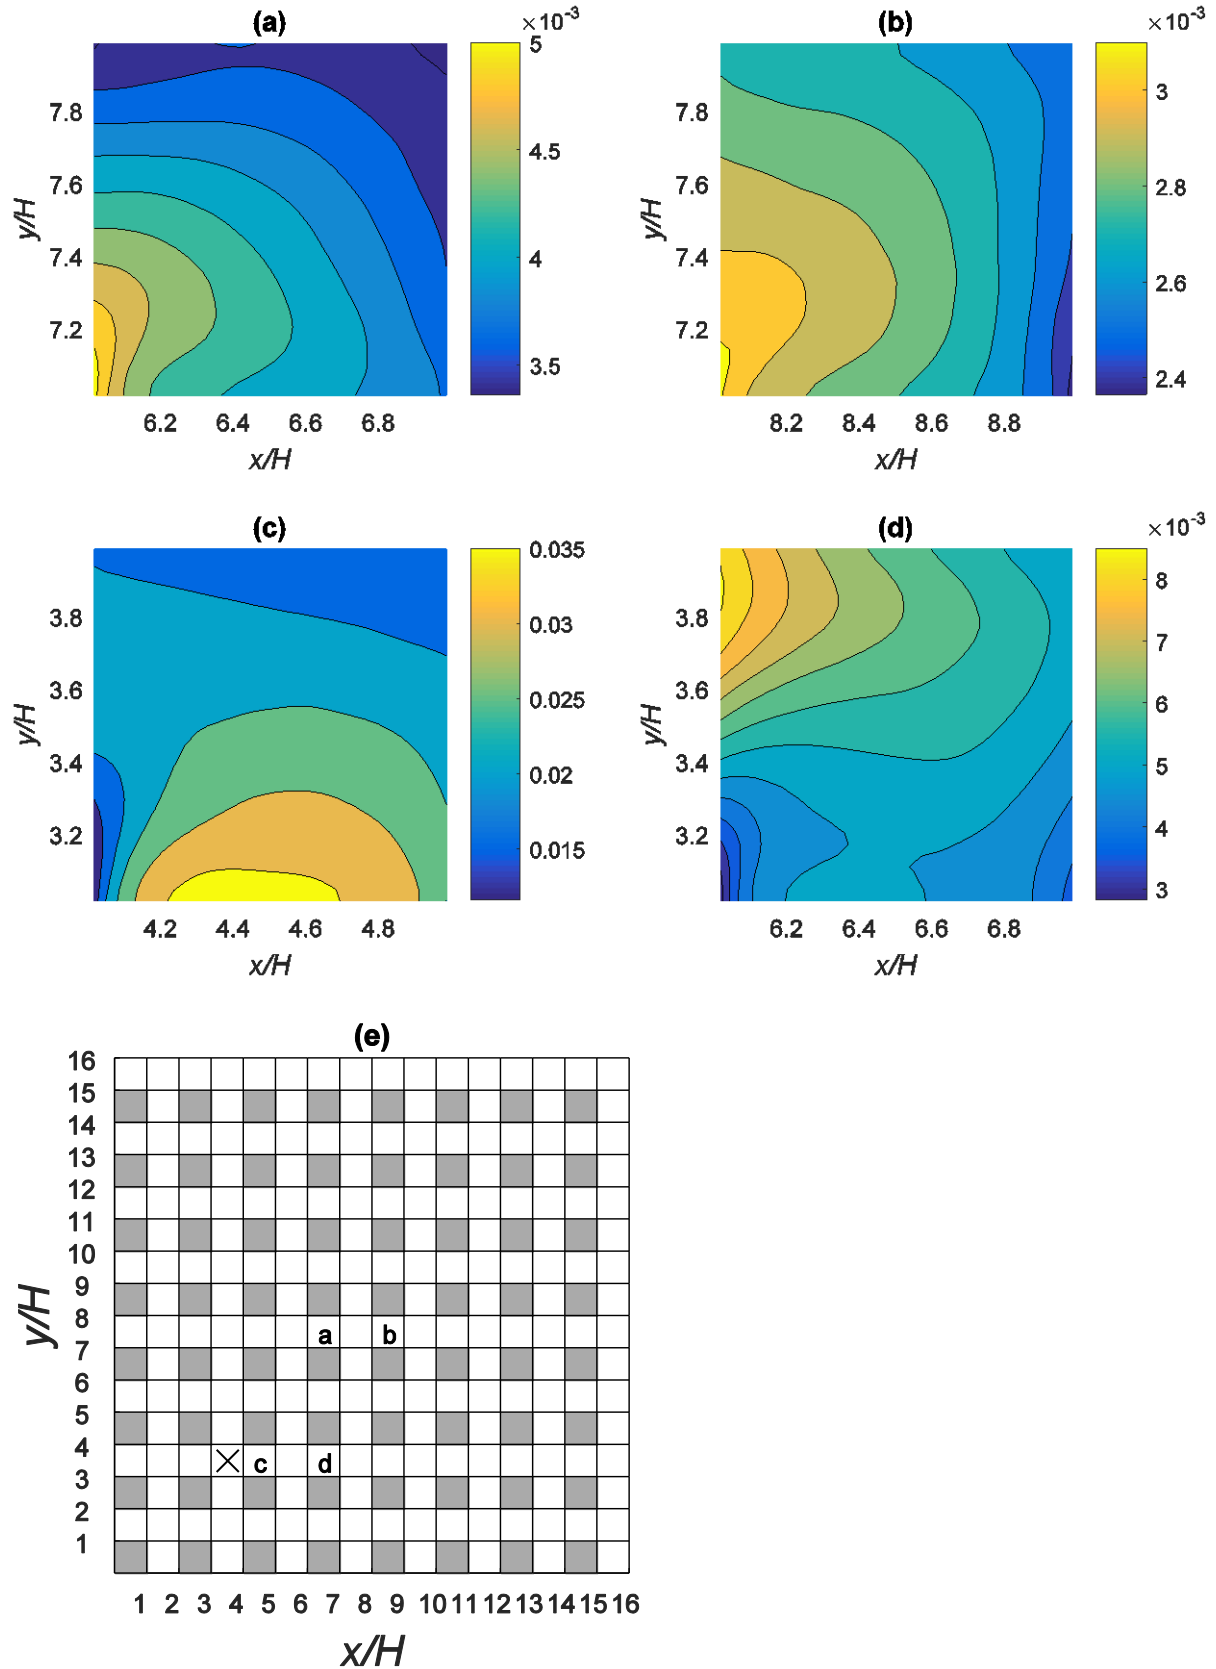 (a)
×10-3
7.8
7.6
7.4
7.2
y/H
6.2 6.4 6.6 6.8
x/H
5
4.5
4
3.5
(b)
×10-3
7.8
7.6
7.4
7.2
y/H
8.2 8.4 8.6 8.8
x/H
3
2.8
2.6
2.4
(c)
3.8
3.6
3.4
3.2
y/H
4.2 4.4 4.6 4.8
x/H
0.035
0.03
0.025
0.02
0.015
(d)
×10-3
3.8
3.6
3.4
3.2
y/H
6.2 6.4 6.6 6.8
x/H
8
7
6
5
4
3
(e)
16
15
14
13
12
11
10
9
8
7
6
5
4
3
2
1
y/H
a b
c d
1 2 3 4 5 6 7 8 9 10 11 12 13 14 15 16
x/H